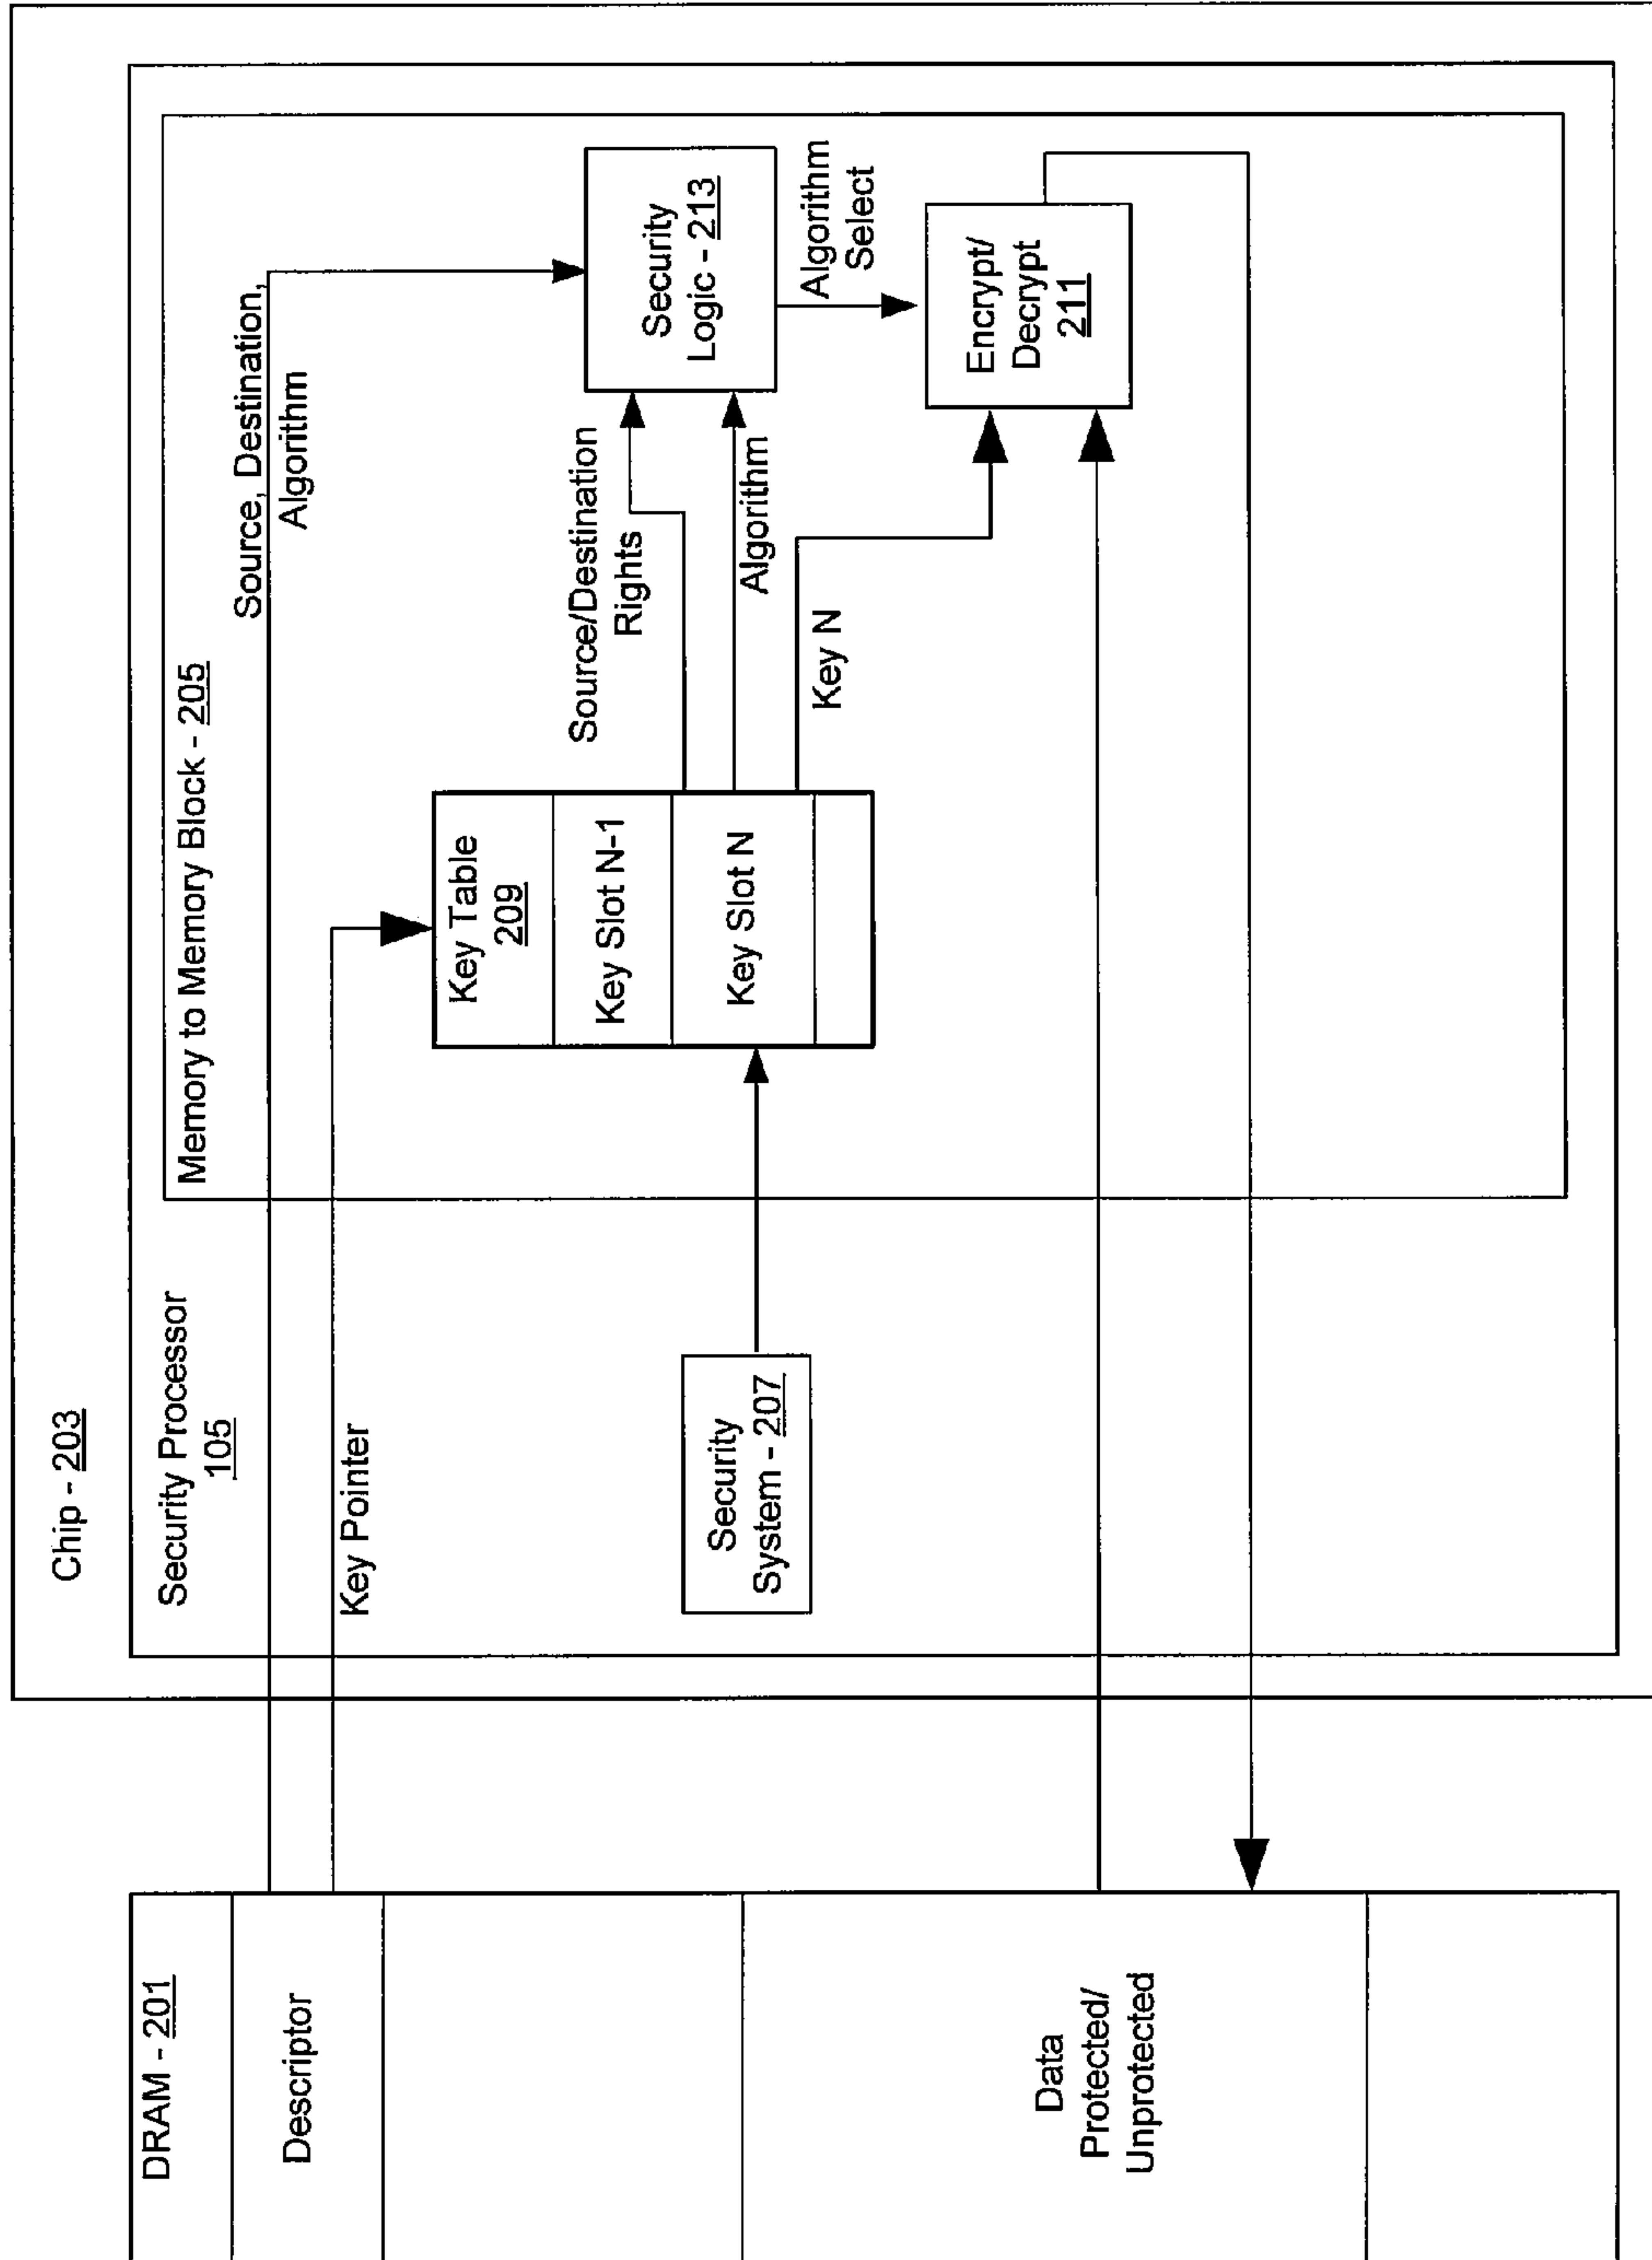 DRAM - 201
Descriptor
Data
Protected/
Unprotected
Chip - 203
Security Processor
105
Key Pointer
Security
System - 207
Memory to Memory Block - 205
Source, Destination,
Algorithm
Key Table
209
Key Slot N-1
Key Slot N
Source/Destination
Rights
Algorithm
Key N
Security
Logic - 213
Algorithm
Select
Encrypt/
Decrypt
211